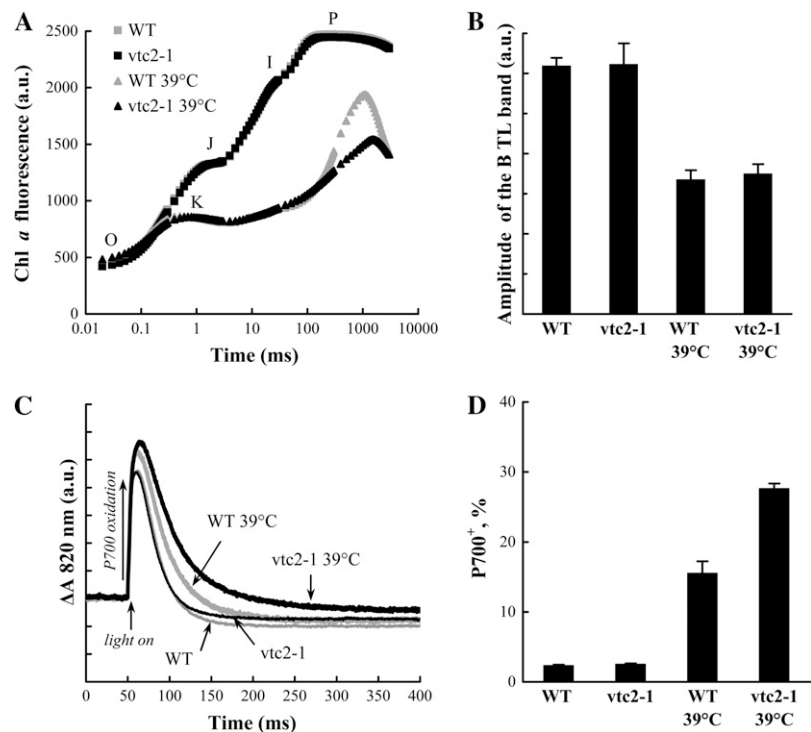 A
WT
vtc2-1
WT 39°C
vtc2-1 39°C
O
K
J
I
P
2500
2000
1500
1000
500
0
0.01 0.1 1 10 100 1000 10000
Chl a fluorescence (a.u.)
Time (ms)
B
Amplitude of the B TL band (a.u.)
WT vtc2-1 WT vtc2-1
39°C 39°C
C
ΔA 820 nm (a.u.)
P700 oxidation
light on
WT 39°C
vtc2-1 39°C
vtc2-1
WT
0 50 100 150 200 250 300 350 400
Time (ms)
D
P700+, %
40
30
20
10
0
WT vtc2-1 WT vtc2-1
39°C 39°C